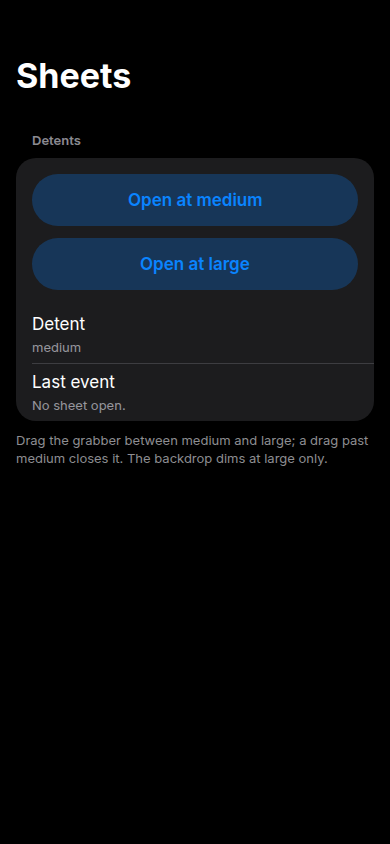 Sheets
Detents
Open at medium
Open at large
Detent
medium
Last event
No sheet open.
Drag the grabber between medium and large; a drag past
medium closes it. The backdrop dims at large only.